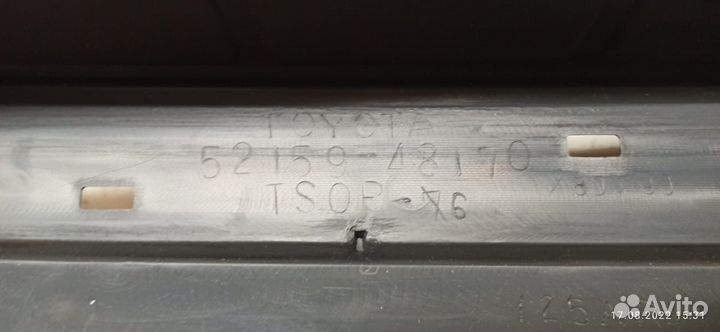 TOYOTA
52159-48170
TSOP-X6
Avito
17.08.2022 15:31